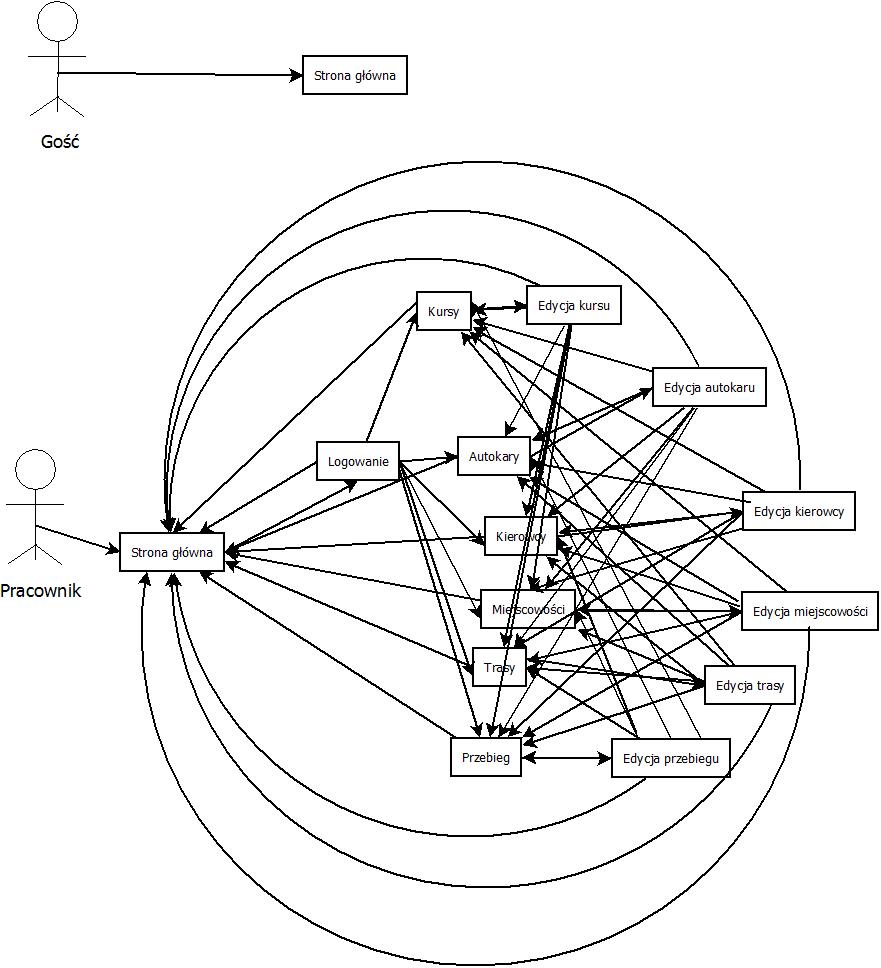 Strona główna
Gość
Edycja kursu
Kursy
Edycja autokaru
Logowanie
Autokary
Edycja kierowcy
Kierowcy
Strona główna
Pracownik
Miejscowości
Edycja miejscowości
Trasy
Edycja trasy
Przebieg
Edycja przebiegu